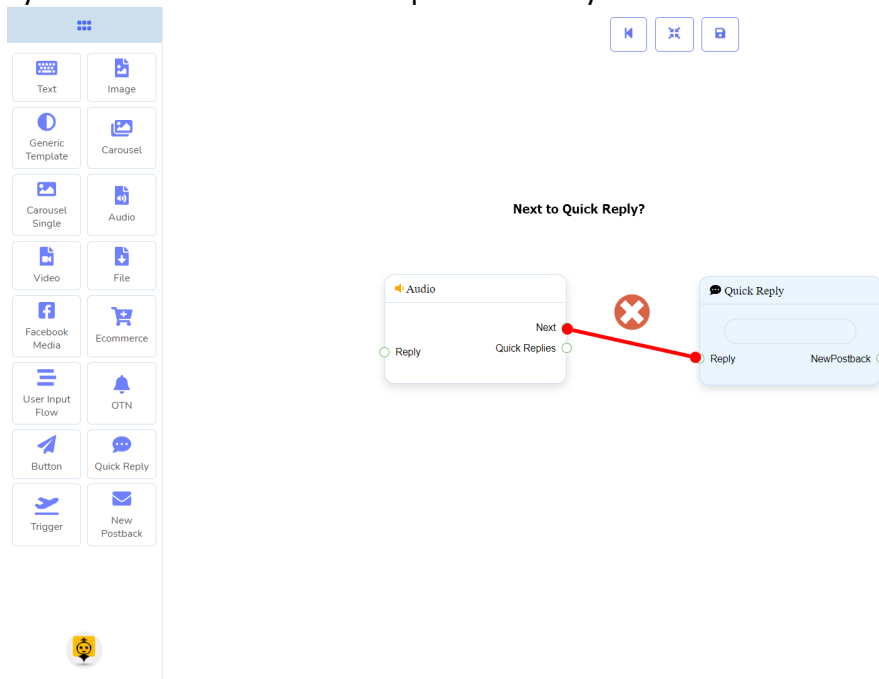 Text
Image
Generic
Template
Carousel
Carousel
Single
Audio
Video
File
Facebook
Media
Ecommerce
User Input
Flow
OTN
Button
Quick Reply
Trigger
New
Postback
Next to Quick Reply?
Audio
Next
Reply
Quick Replies
Quick Reply
Reply
NewPostback